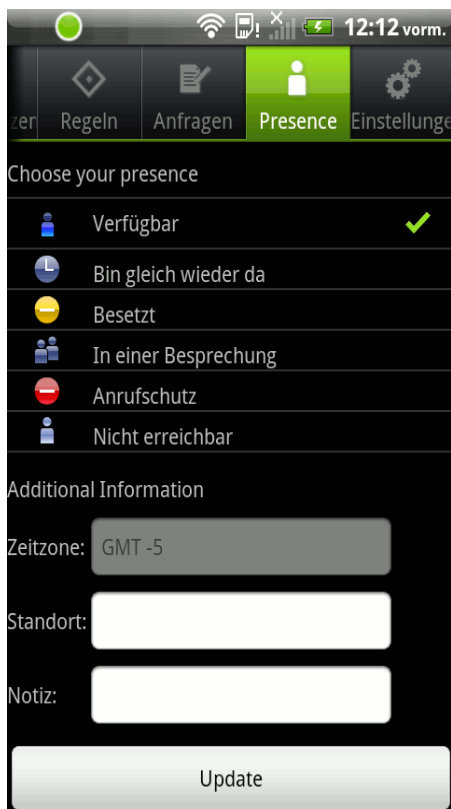 12:12 vorm.
zer Regeln Anfragen Presence Einstellunge
Choose your presence
Verfügbar
Bin gleich wieder da
Besetzt
In einer Besprechung
Anrufschutz
Nicht erreichbar
Additional Information
Zeitzone: GMT -5
Standort:
Notiz:
Update